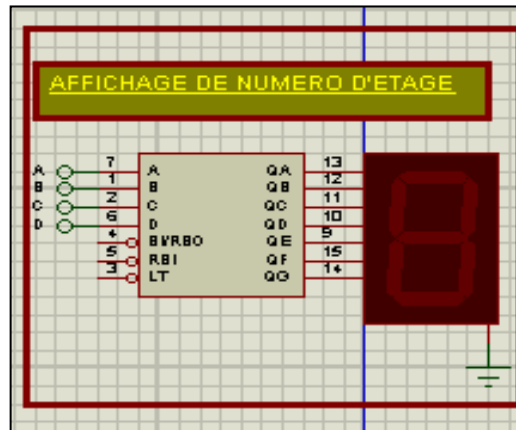 AFFICHAGE DE NUMERO D'ETAGE
A 7 A QA 13
B 1 B QB 12
C 2 C QC 11
D 6 D QD 10
4 BI/RBO QE 9
5 RBI QF 15
3 LT QG 14